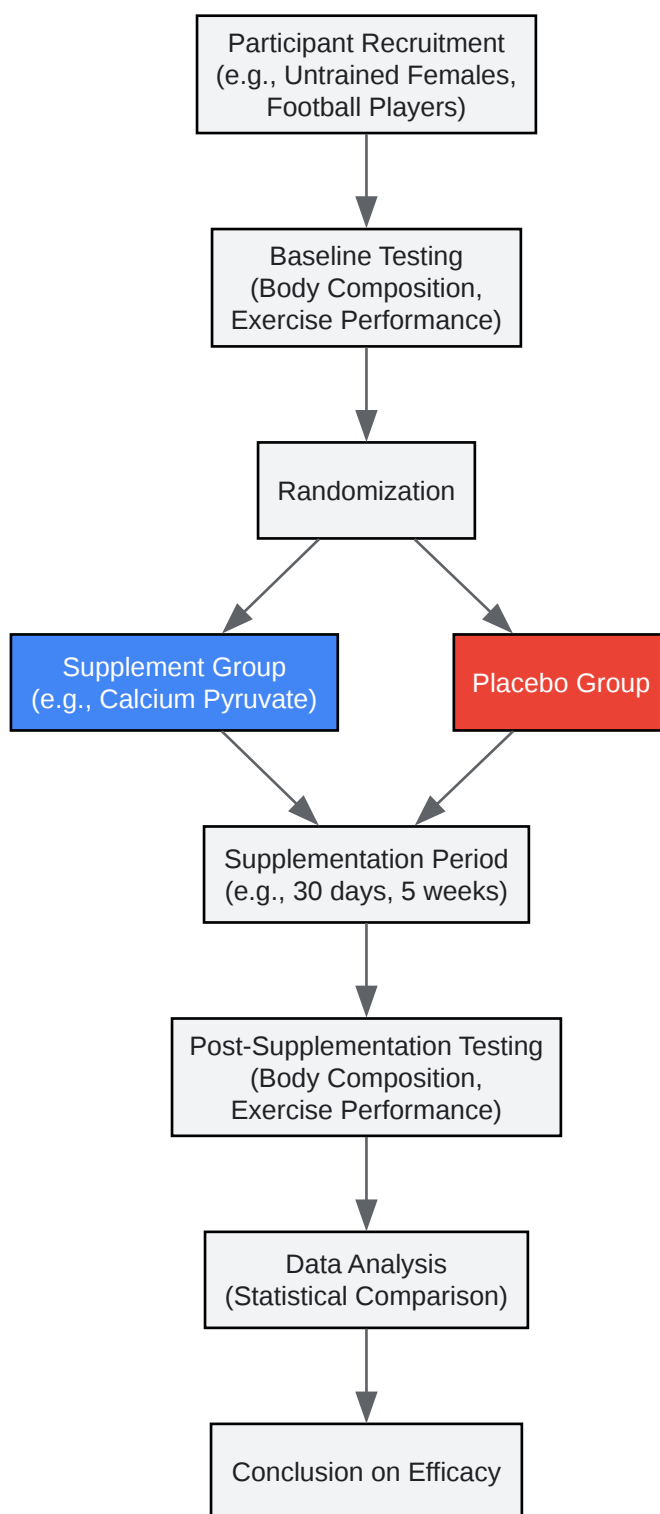 Participant Recruitment
(e.g., Untrained Females,
Football Players)
Baseline Testing
(Body Composition,
Exercise Performance)
Randomization
Supplement Group
(e.g., Calcium Pyruvate)
Placebo Group
Supplementation Period
(e.g., 30 days, 5 weeks)
Post-Supplementation Testing
(Body Composition,
Exercise Performance)
Data Analysis
(Statistical Comparison)
Conclusion on Efficacy